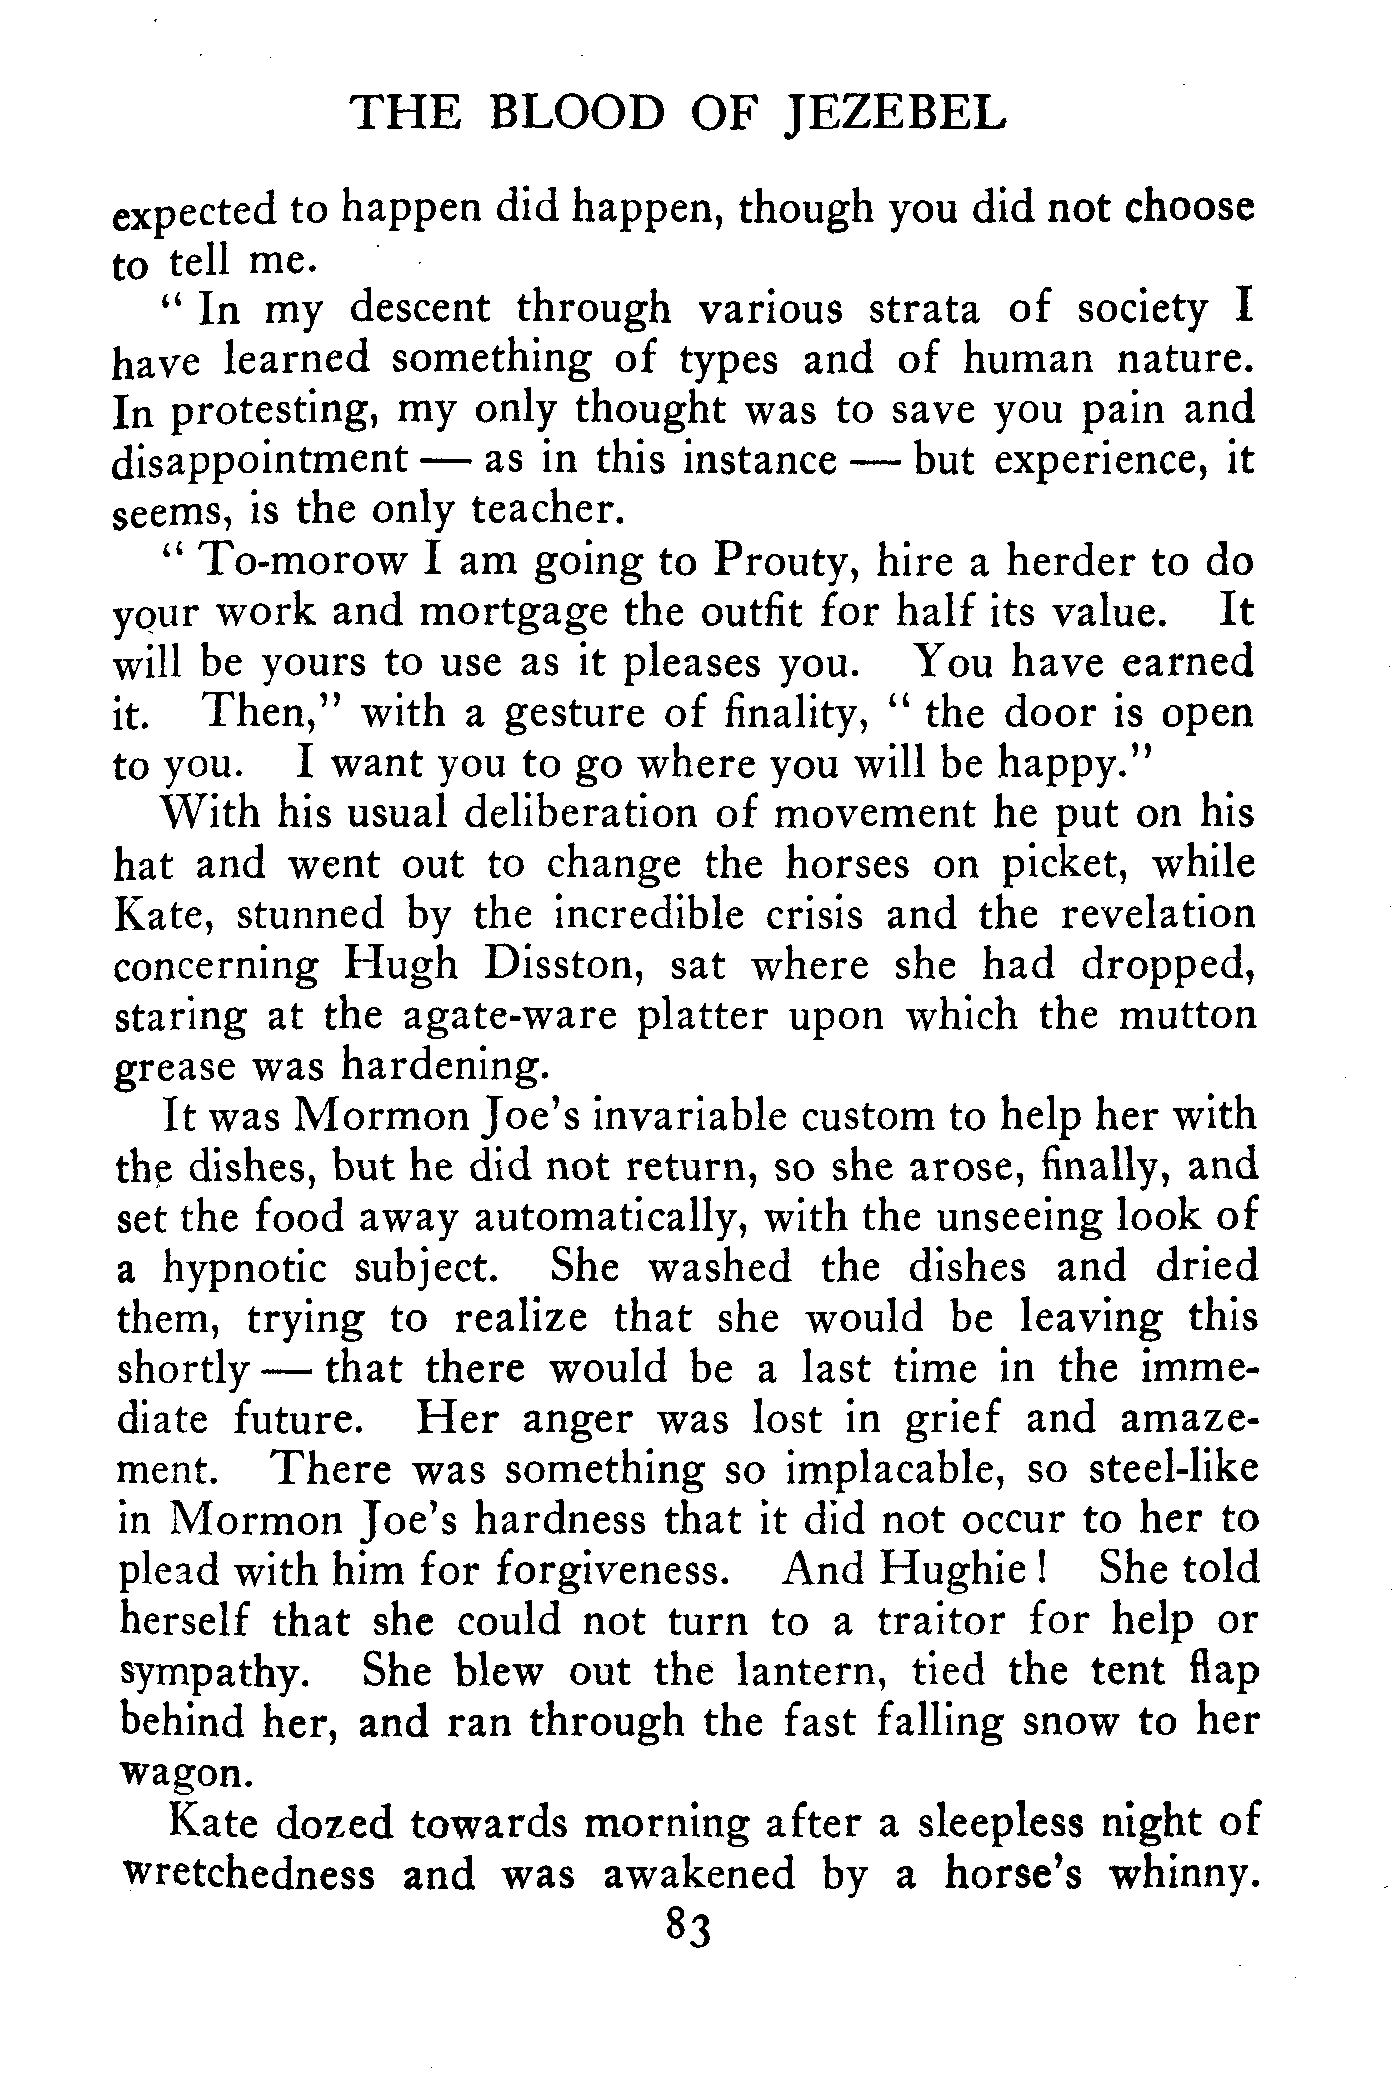 THE BLOOD OF JEZEBEL
expected to happen did happen, though you did not choose
to tell me.
“ In my descent through various strata of society I
have learned something of types and of human nature.
In protesting, my only thought was to save you pain and
disappointment — as in this instance — but experience, it
seems, is the only teacher.
“ To-morow I am going to Prouty, hire a herder to do
your work and mortgage the outfit for half its value. It
will be yours to use as it pleases you. You have earned
it. Then,” with a gesture of finality, “ the door is open
to you. I want you to go where you will be happy.”
With his usual deliberation of movement he put on his
hat and went out to change the horses on picket, while
Kate, stunned by the incredible crisis and the revelation
concerning Hugh Disston, sat where she had dropped,
staring at the agate-ware platter upon which the mutton
grease was hardening.
It was Mormon Joe’s invariable custom to help her with
the dishes, but he did not return, so she arose, finally, and
set the food away automatically, with the unseeing look of
a hypnotic subject. She washed the dishes and dried
them, trying to realize that she would be leaving this
shortly — that there would be a last time in the imme-
diate future. Her anger was lost in grief and amaze-
ment. There was something so implacable, so steel-like
in Mormon Joe’s hardness that it did not occur to her to
plead with him for forgiveness. And Hughie ! She told
herself that she could not turn to a traitor for help or
sympathy. She blew out the lantern, tied the tent flap
behind her, and ran through the fast falling snow to her
wagon.
Kate dozed towards morning after a sleepless night of
wretchedness and was awakened by a horse’s whinny.
83